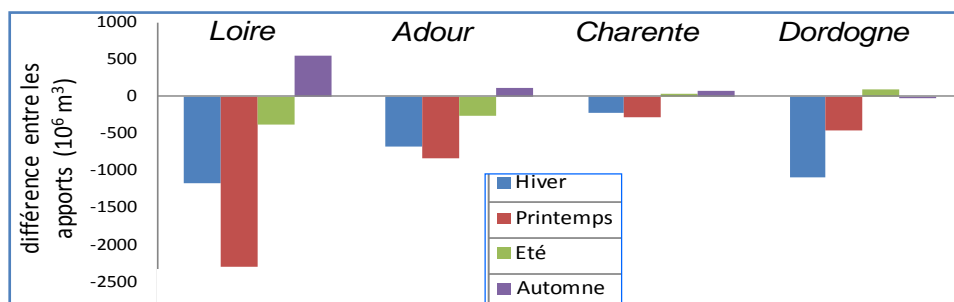 différence entre les
apports (10⁶ m³)
1000
500
0
-500
-1000
-1500
-2000
-2500
Loire Adour Charente Dordogne
Hiver
Printemps
Eté
Automne